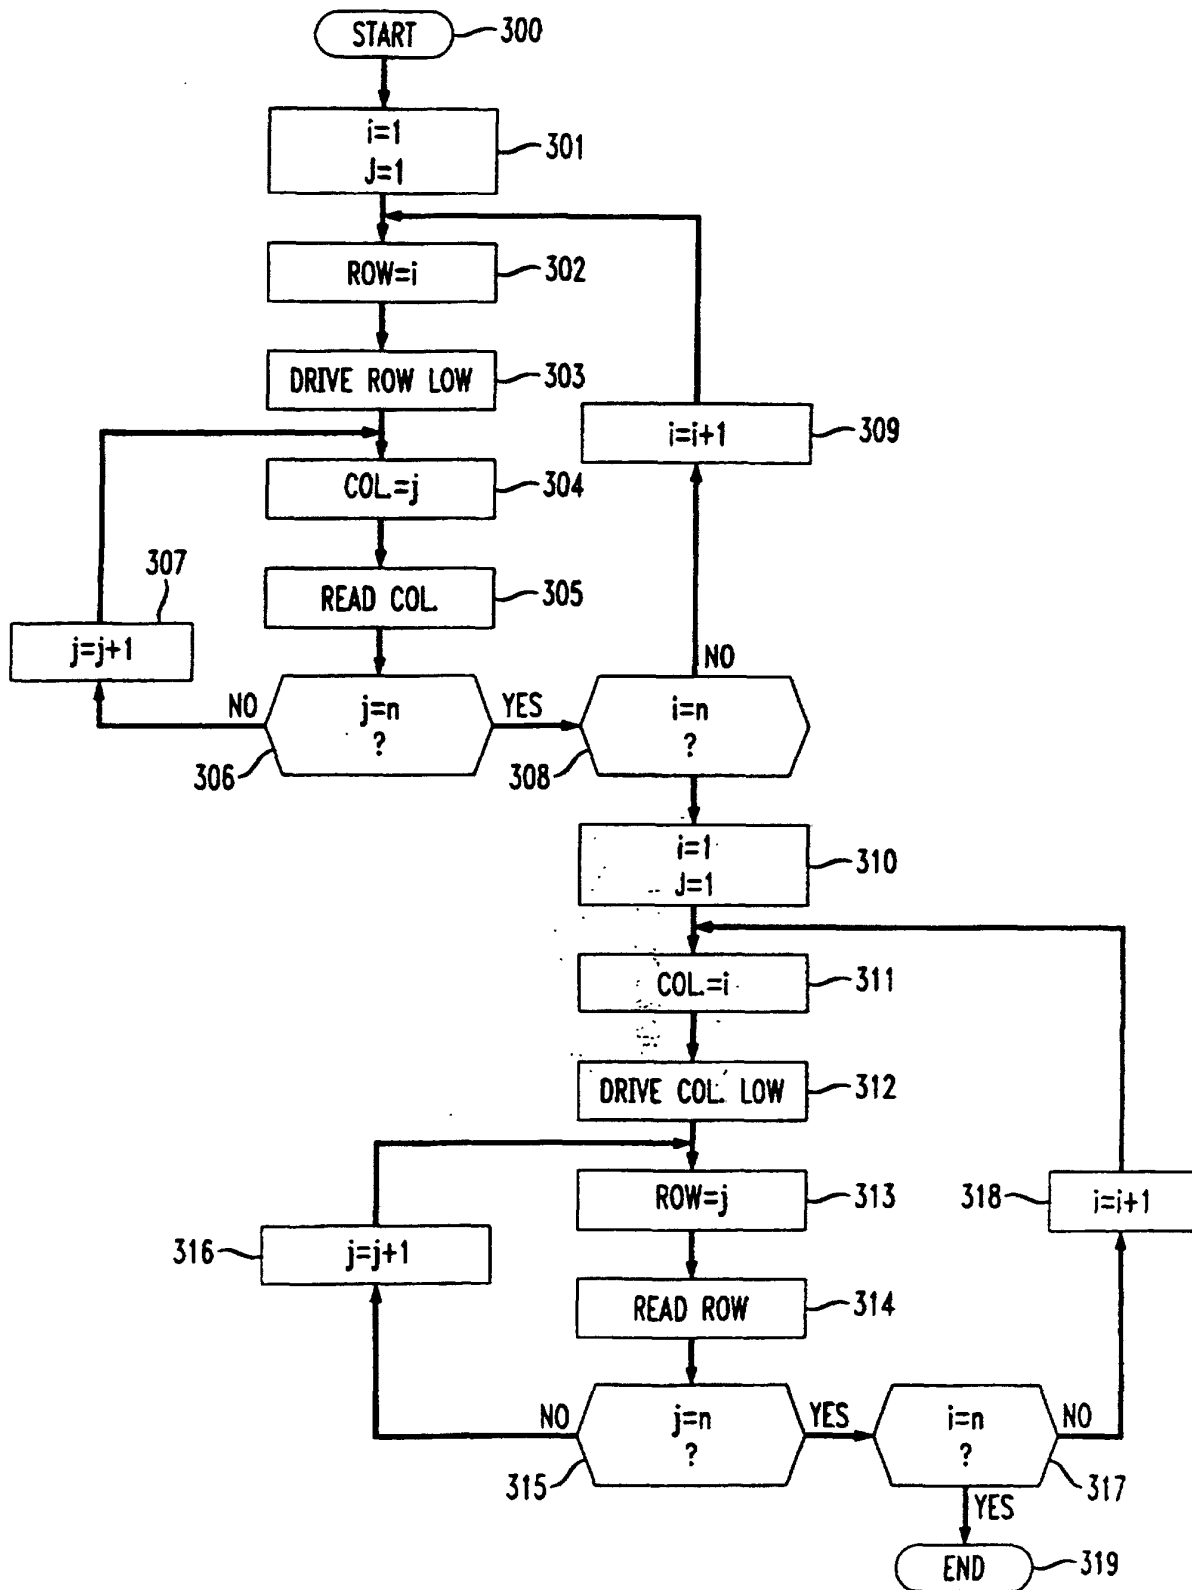 START
300
i=1
J=1
301
ROW=i
302
DRIVE ROW LOW
303
i=i+1
309
COL.=j
304
307
READ COL.
305
j=j+1
NO
NO
j=n
?
YES
i=n
?
306
308
i=1
J=1
310
COL.=i
311
DRIVE COL. LOW
312
ROW=j
313
318
i=i+1
316
j=j+1
READ ROW
314
NO
j=n
?
YES
i=n
?
NO
315
317
YES
END
319